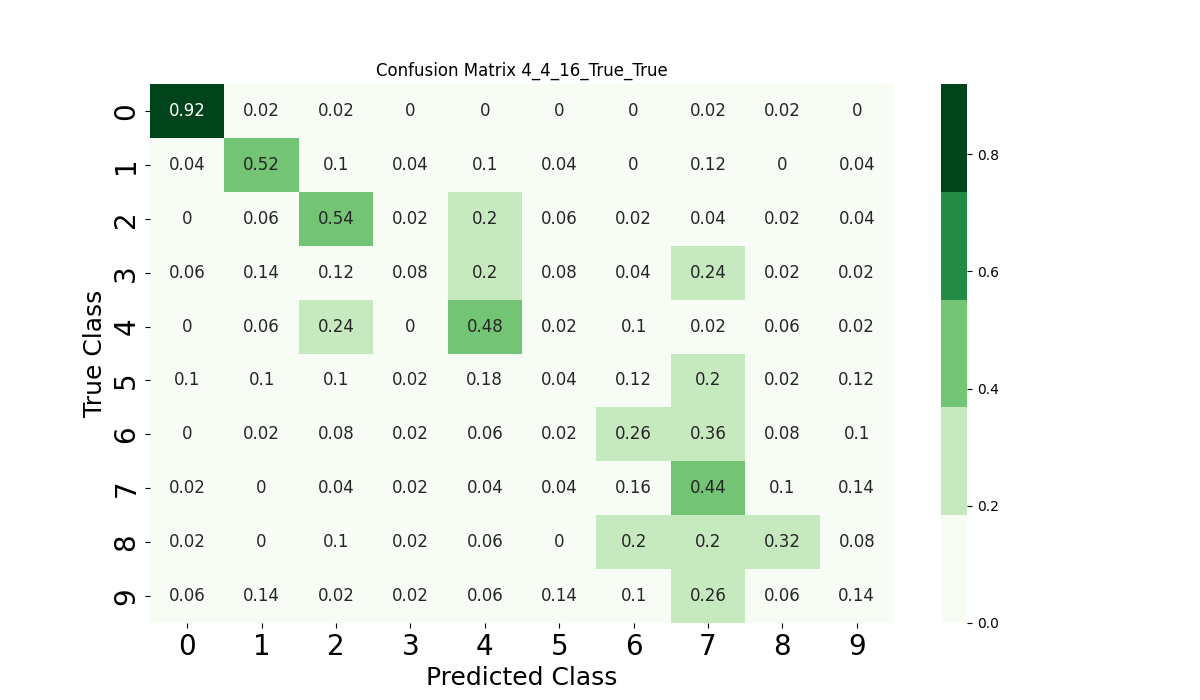 Confusion Matrix 4_4_16_True_True
0 0.92 0.02 0.02 0 0 0 0 0.02 0.02 0
1 0.04 0.52 0.1 0.04 0.1 0.04 0 0.12 0 0.04
2 0 0.06 0.54 0.02 0.2 0.06 0.02 0.04 0.02 0.04
3 0.06 0.14 0.12 0.08 0.2 0.08 0.04 0.24 0.02 0.02
4 0 0.06 0.24 0 0.48 0.02 0.1 0.02 0.06 0.02
5 0.1 0.1 0.1 0.02 0.18 0.04 0.12 0.2 0.02 0.12
6 0 0.02 0.08 0.02 0.06 0.02 0.26 0.36 0.08 0.1
7 0.02 0 0.04 0.02 0.04 0.04 0.16 0.44 0.1 0.14
8 0.02 0 0.1 0.02 0.06 0 0.2 0.2 0.32 0.08
9 0.06 0.14 0.02 0.02 0.06 0.14 0.1 0.26 0.06 0.14
0 1 2 3 4 5 6 7 8 9
Predicted Class
True Class
0.8
0.6
0.4
0.2
0.0